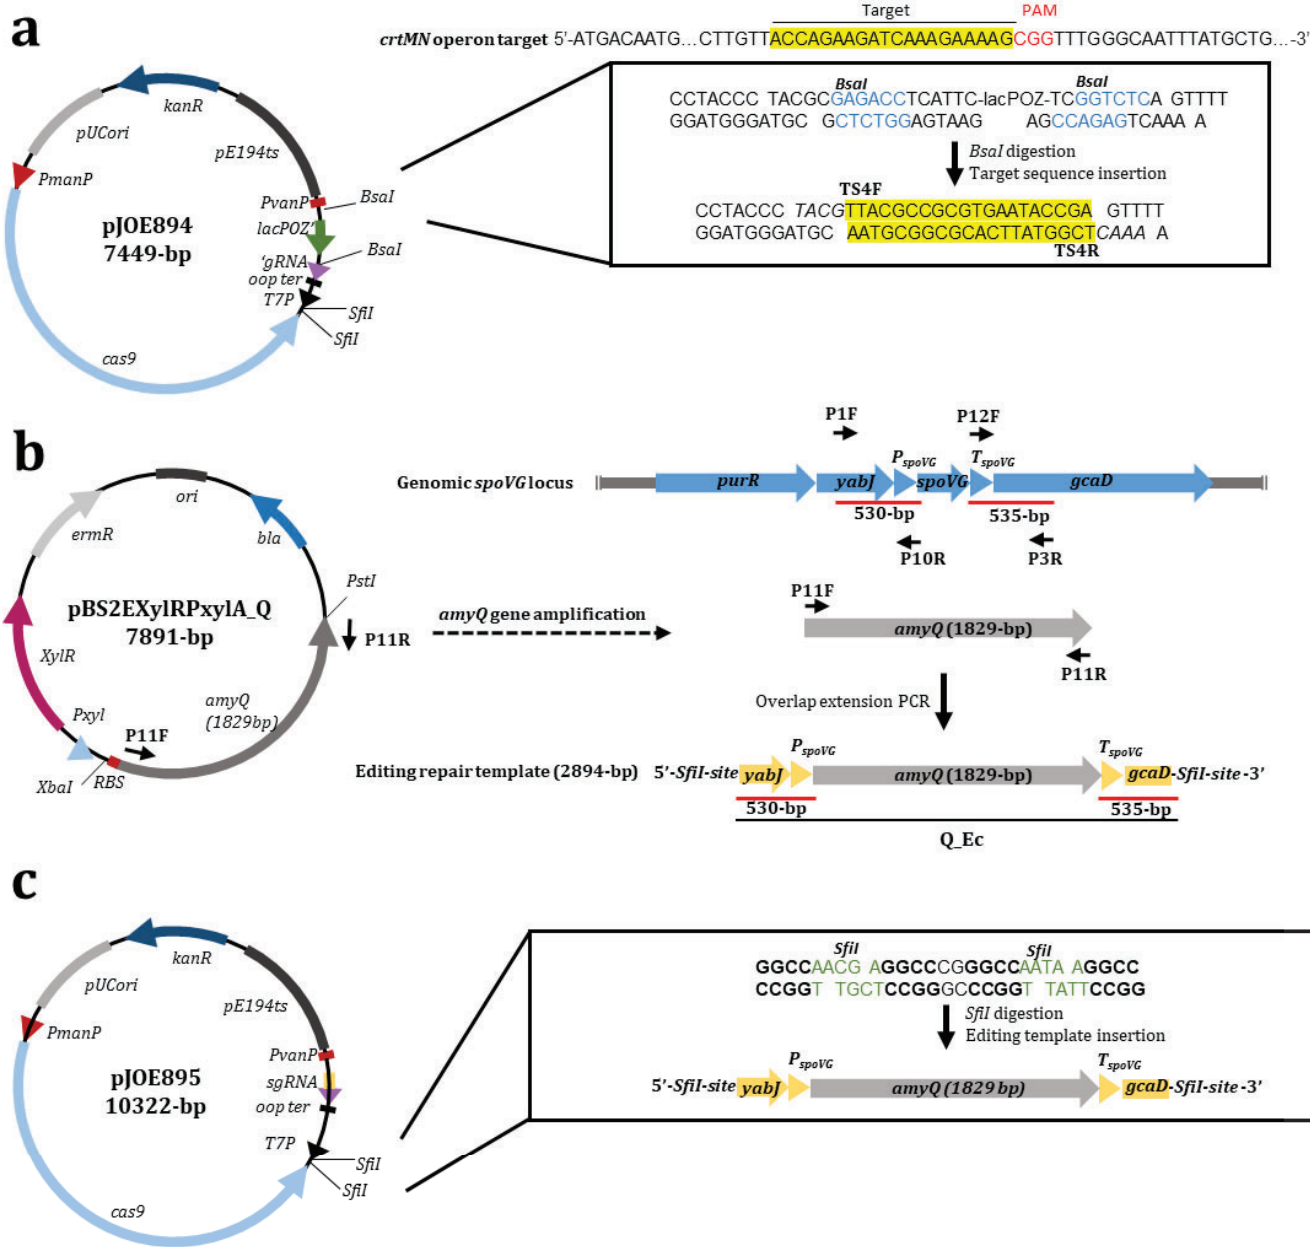 a
Target
PAM
crtMN operon target 5'-ATGACAATG...CTTGTTACCAGAAGATCAAAGAAAAGCGGTTTGGGCAATTTATGCTG...-3'
kanR
pUCori
pE194ts
PmanP
PvanP
BsaI
lacPOZ'
BsaI
'gRNA
oop ter
T7P
SfiI
SfiI
cas9
pJOE894
7449-bp
BsaI
BsaI
CCTACCC TACGCGAGACCTCATTC-lacPOZ-TCGGTCTCA GTTTT
GGATGGGATGC GCTCTGGAGTAAG AGCCAGAGTCAAA A
BsaI digestion
Target sequence insertion
TS4F
CCTACCC TACGTTACGCCGCGTGAATACCGA GTTTT
GGATGGGATGC AATGCGGCGCACTTATGGCTCAAA A
TS4R
b
ori
ermR
bla
PstI
pBS2EXylRPxylA_Q
7891-bp
P11R
XylR
amyQ
(1829bp)
Pxyl
P11F
XbaI
RBS
P1F
P12F
PspoVG
TspoVG
Genomic spoVG locus
purR
yabJ
spoVG
gcaD
530-bp
535-bp
P10R
P3R
amyQ gene amplification
P11F
amyQ (1829-bp)
P11R
Overlap extension PCR
PspoVG
TspoVG
Editing repair template (2894-bp)
5'-SfiI-site yabJ amyQ (1829-bp) gcaD-SfiI-site -3'
530-bp
535-bp
Q_Ec
c
kanR
pUCori
pE194ts
PmanP
PvanP
sgRNA
oop ter
T7P
SfiI
SfiI
cas9
pJOE895
10322-bp
SfiI
SfiI
GGCCAACG AGGCCCGGGCCAATA AGGCC
CCGGT TGCTCCGGGCCCGGT TATTCCGG
SfiI digestion
Editing template insertion
PspoVG
TspoVG
5'-SfiI-site yabJ amyQ (1829 bp) gcaD-SfiI-site -3'